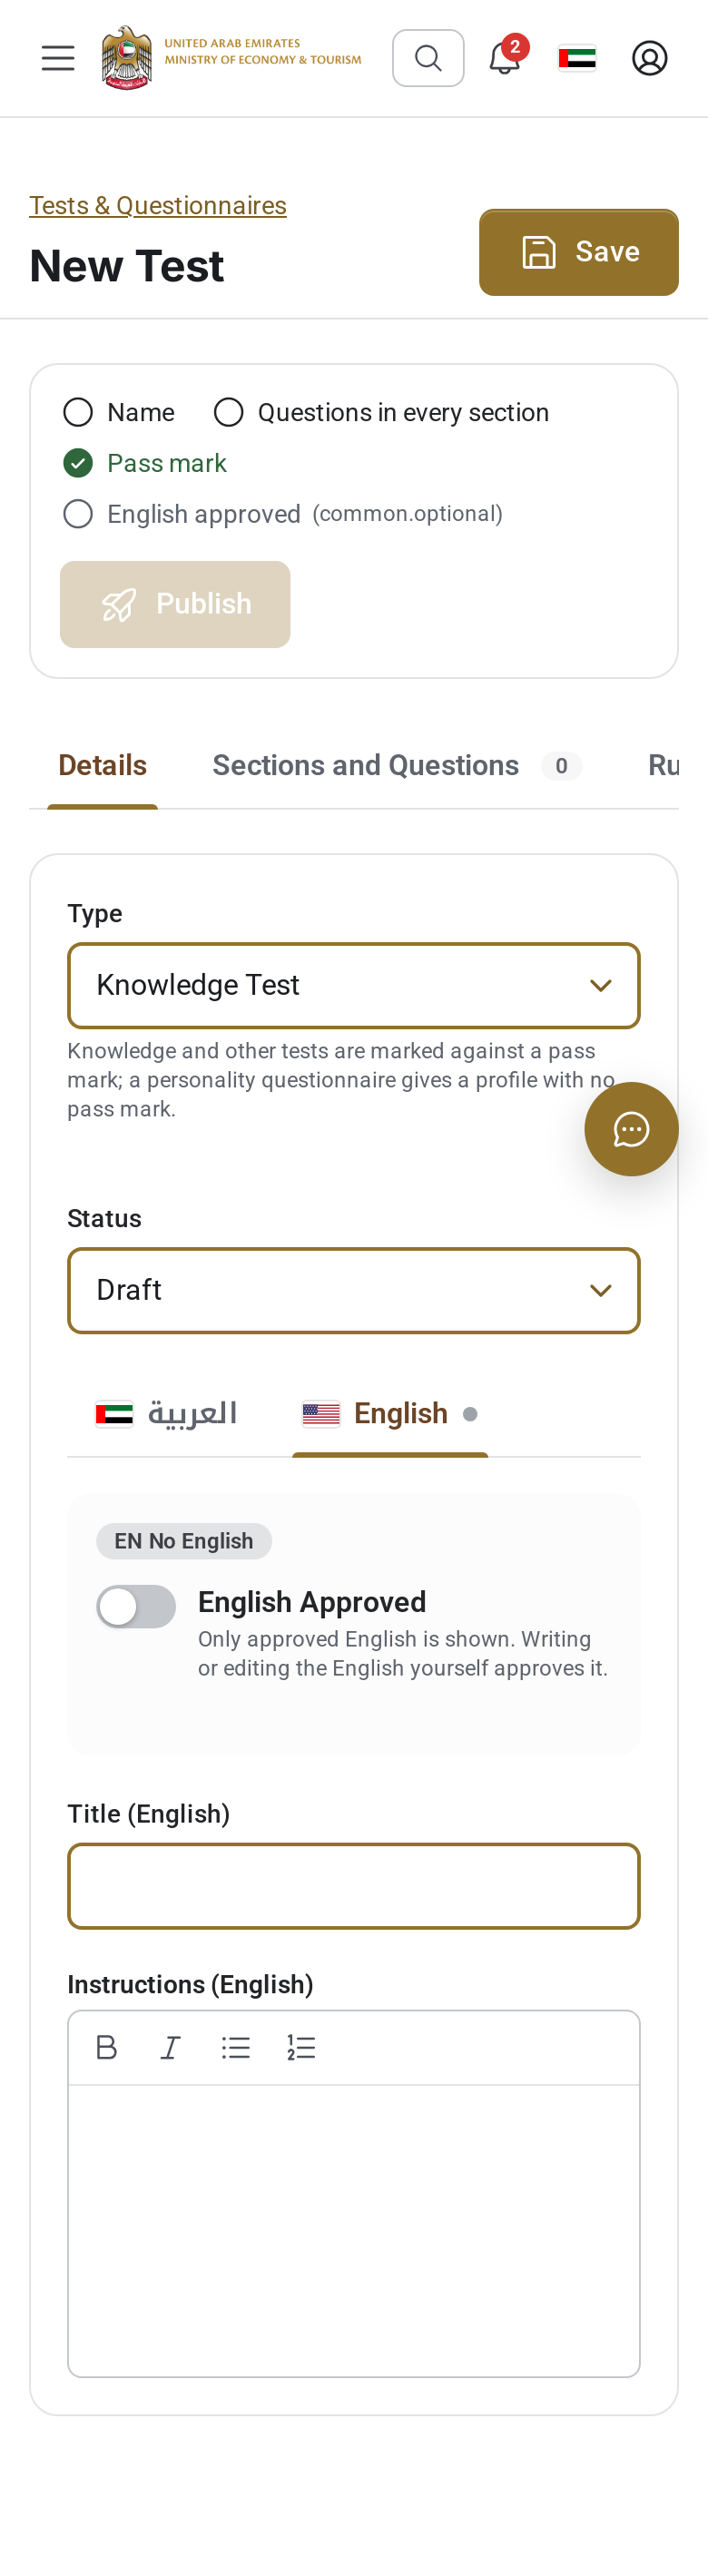 UNITED ARAB EMIRATES
MINISTRY OF ECONOMY & TOURISM
2
Tests & Questionnaires
New Test
Save
Name
Questions in every section
Pass mark
English approved (common.optional)
Publish
Details
Sections and Questions 0
Ru
Type
Knowledge Test
Knowledge and other tests are marked against a pass
mark; a personality questionnaire gives a profile with no
pass mark.
Status
Draft
العربية
English
EN No English
English Approved
Only approved English is shown. Writing
or editing the English yourself approves it.
Title (English)
Instructions (English)